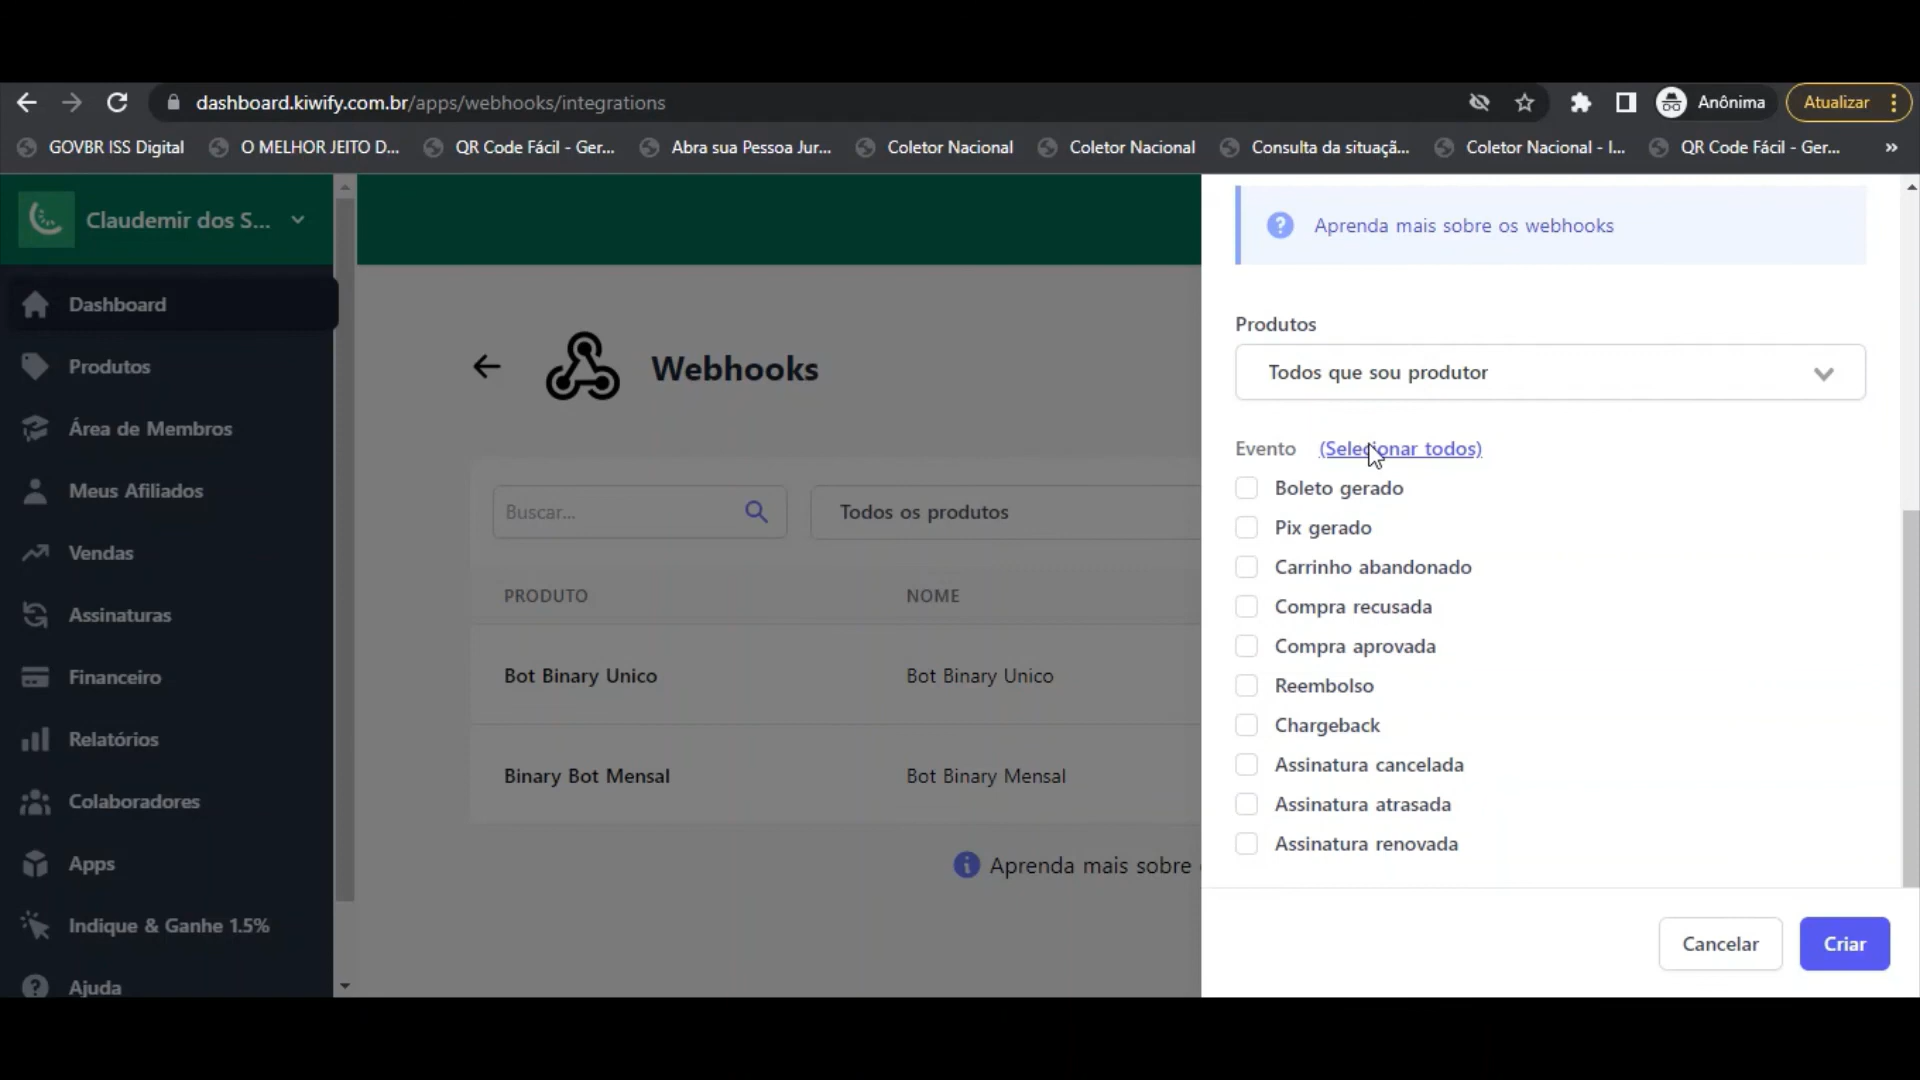 dashboard.kiwify.com.br/apps/webhooks/integrations
Anônima
Atualizar
GOVBR ISS Digital
O MELHOR JEITO D...
QR Code Fácil - Ger...
Abra sua Pessoa Jur...
Coletor Nacional
Coletor Nacional
Consulta da situaçã...
Coletor Nacional - I...
QR Code Fácil - Ger...
»
Claudemir dos S...
Dashboard
Produtos
Área de Membros
Meus Afiliados
Vendas
Assinaturas
Financeiro
Relatórios
Colaboradores
Apps
Indique & Ganhe 1.5%
Ajuda
Webhooks
Buscar...
Todos os produtos
PRODUTO
NOME
Bot Binary Unico
Bot Binary Unico
Binary Bot Mensal
Bot Binary Mensal
Aprenda mais sobre
Aprenda mais sobre os webhooks
Produtos
Todos que sou produtor
Evento (Selecionar todos)
Boleto gerado
Pix gerado
Carrinho abandonado
Compra recusada
Compra aprovada
Reembolso
Chargeback
Assinatura cancelada
Assinatura atrasada
Assinatura renovada
Cancelar
Criar